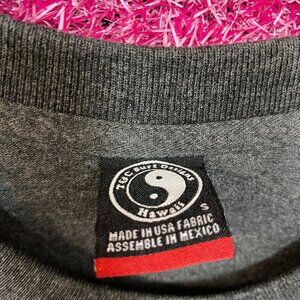 T&C Surf Designs
Hawaii
S
MADE IN USA FABRIC
ASSEMBLE IN MEXICO